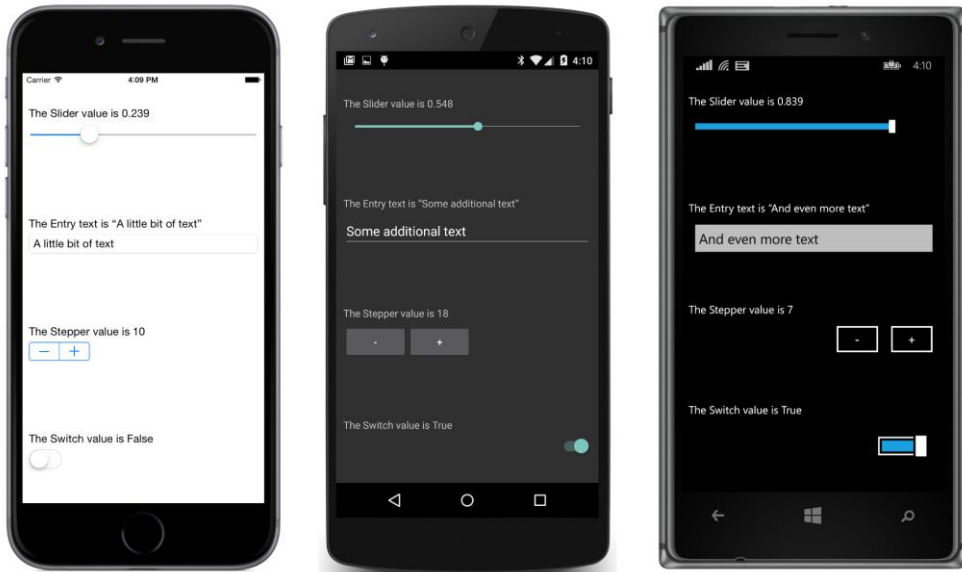 Carrier 4:09 PM
The Slider value is 0.239
The Entry text is “A little bit of text”
A little bit of text
The Stepper value is 10
− +
The Switch value is False
4:10
The Slider value is 0.548
The Entry text is “Some additional text”
Some additional text
The Stepper value is 18
- +
The Switch value is True
4:10
The Slider value is 0.839
The Entry text is “And even more text”
And even more text
The Stepper value is 7
- +
The Switch value is True